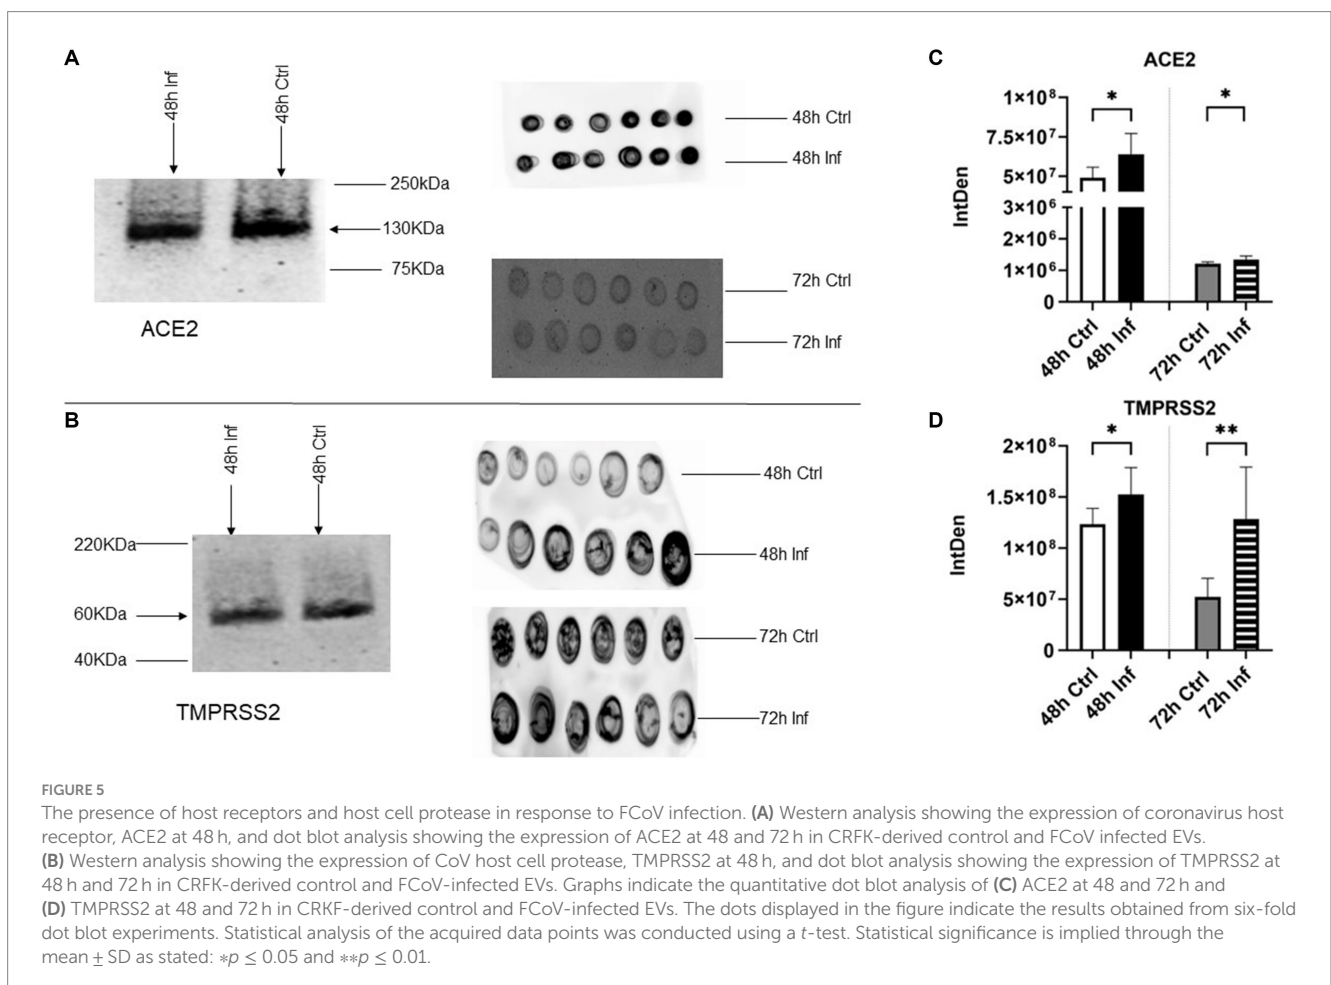 A
48h Inf
48h Ctrl
250kDa
130KDa
75KDa
ACE2
48h Ctrl
48h Inf
72h Ctrl
72h Inf
B
48h Inf
48h Ctrl
220KDa
60KDa
40KDa
TMPRSS2
48h Ctrl
48h Inf
72h Ctrl
72h Inf
C
ACE2
IntDen
1×10⁸
7.5×10⁷
5×10⁷
3×10⁶
2×10⁶
1×10⁶
0
*
*
48h Ctrl
48h Inf
72h Ctrl
72h Inf
D
TMPRSS2
IntDen
2×10⁸
1.5×10⁸
1×10⁸
5×10⁷
0
*
**
48h Ctrl
48h Inf
72h Ctrl
72h Inf
FIGURE 5
The presence of host receptors and host cell protease in response to FCoV infection. (A) Western analysis showing the expression of coronavirus host
receptor, ACE2 at 48 h, and dot blot analysis showing the expression of ACE2 at 48 and 72 h in CRFK-derived control and FCoV infected EVs.
(B) Western analysis showing the expression of CoV host cell protease, TMPRSS2 at 48 h, and dot blot analysis showing the expression of TMPRSS2 at
48 h and 72 h in CRFK-derived control and FCoV-infected EVs. Graphs indicate the quantitative dot blot analysis of (C) ACE2 at 48 and 72 h and
(D) TMPRSS2 at 48 and 72 h in CRKF-derived control and FCoV-infected EVs. The dots displayed in the figure indicate the results obtained from six-fold
dot blot experiments. Statistical analysis of the acquired data points was conducted using a t-test. Statistical significance is implied through the
mean ± SD as stated: *p ≤ 0.05 and **p ≤ 0.01.